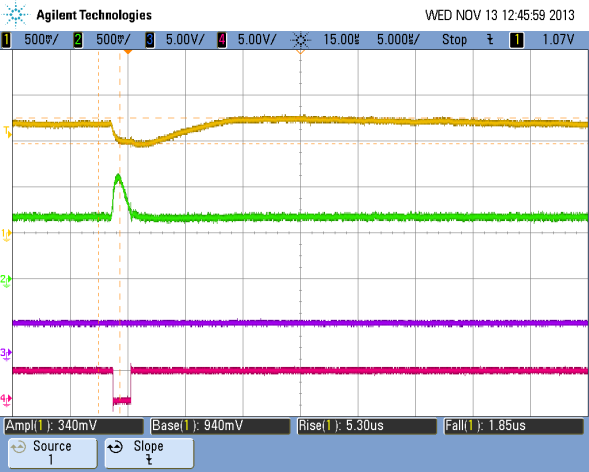 Agilent Technologies
WED NOV 13 12:45:59 2013
1 500mV/ 2 500mV/ 3 5.00V/ 4 5.00V/ 15.00s 5.000s/ Stop 1 1.07V
T
1
2
3
4
Ampl(1): 340mV Base(1): 940mV Rise(1): 5.30us Fall(1): 1.85us
Source Slope
1